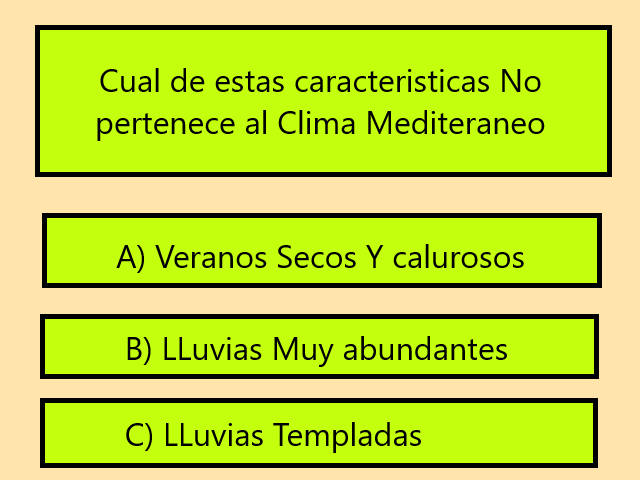 Cual de estas caracteristicas No
pertenece al Clima Mediteraneo
A) Veranos Secos Y calurosos
B) LLuvias Muy abundantes
C) LLuvias Templadas